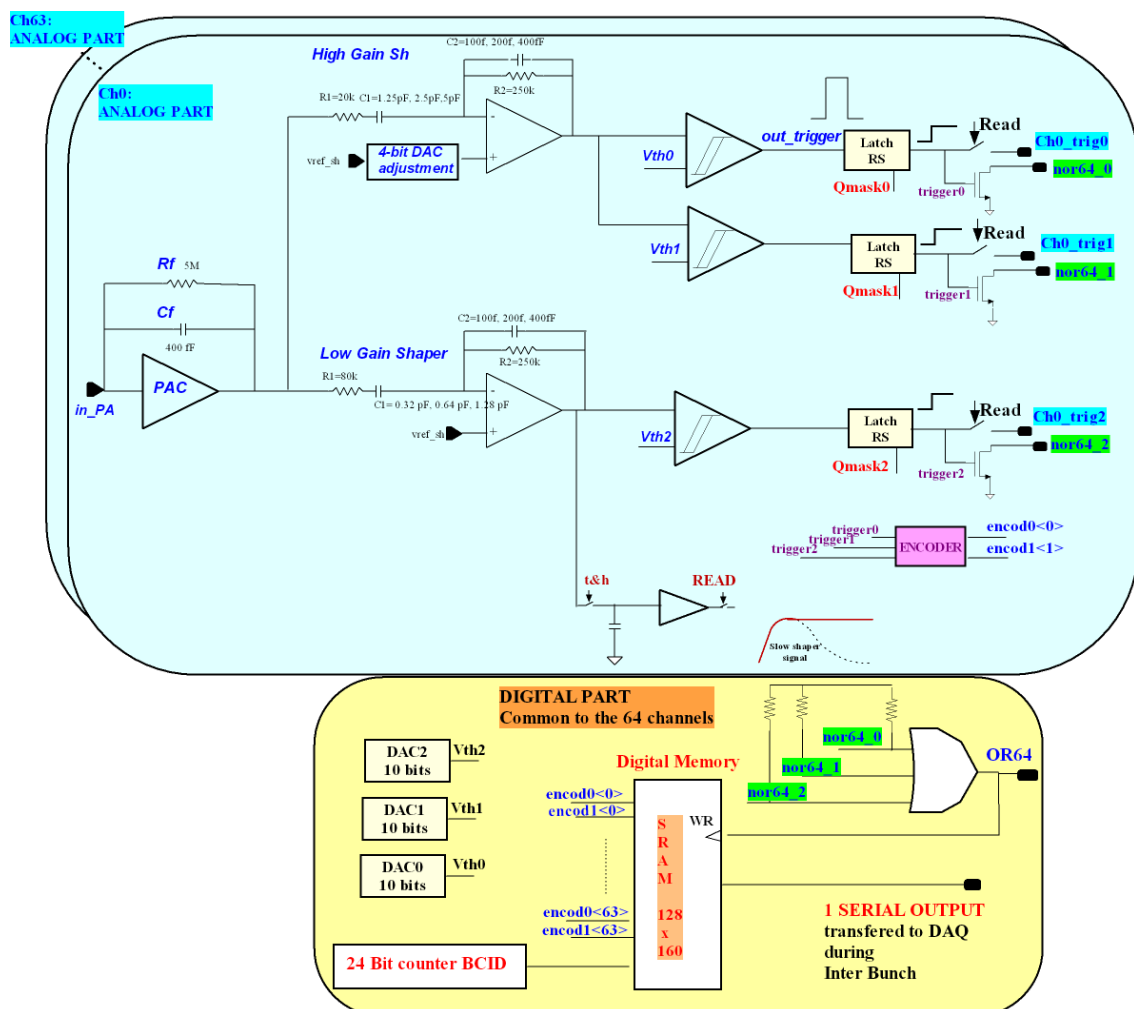 Ch63:
ANALOG PART
Ch0:
ANALOG PART
High Gain Sh
C2=100f, 200f, 400fF
R2=250k
R1=20k
C1=1.25pF, 2.5pF,5pF
-
+
vref_sh
4-bit DAC
adjustment
Vth0
out_trigger
Latch
RS
Qmask0
Read
trigger0
Ch0_trig0
nor64_0
Vth1
Latch
RS
Qmask1
Read
trigger1
Ch0_trig1
nor64_1
Rf 5M
Cf
400 fF
PAC
in_PA
Low Gain Shaper
C2=100f, 200f, 400fF
R2=250k
R1=80k
C1= 0.32 pF, 0.64 pF, 1.28 pF
-
+
vref_sh
Vth2
Latch
RS
Qmask2
Read
trigger2
Ch0_trig2
nor64_2
trigger0
trigger1
trigger2
ENCODER
encod0<0>
encod1<1>
t&h
READ
Slow shaper
signal
DIGITAL PART
Common to the 64 channels
DAC2
10 bits
Vth2
DAC1
10 bits
Vth1
DAC0
10 bits
Vth0
Digital Memory
encod0<0>
encod1<0>
encod0<63>
encod1<63>
S
R
A
M
128
x
160
WR
nor64_0
nor64_1
nor64_2
OR64
24 Bit counter BCID
1 SERIAL OUTPUT
transfered to DAQ
during
Inter Bunch